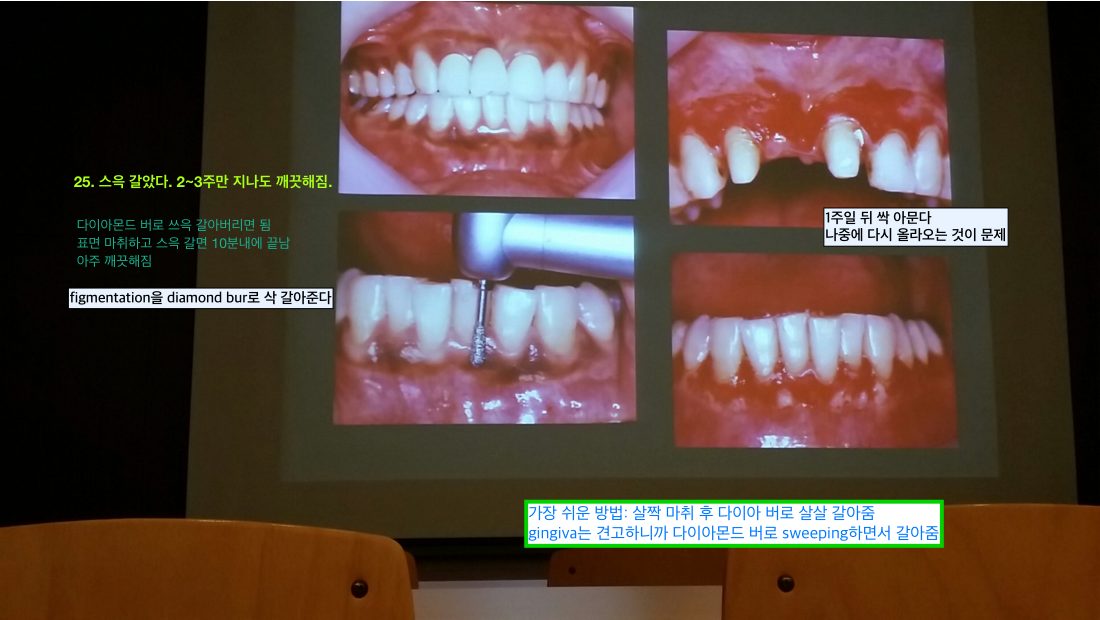 25. 스윽 갈았다. 2~3주만 지나도 깨끗해짐.
다이아몬드 버로 쓰윽 갈아버리면 됨
표면 마취하고 스윽 갈면 10분내에 끝남
아주 깨끗해짐
figmentation을 diamond bur로 삭 갈아준다
1주일 뒤 싹 아문다
나중에 다시 올라오는 것이 문제
가장 쉬운 방법: 살짝 마취 후 다이아 버로 살살 갈아줌
gingiva는 견고하니까 다이아몬드 버로 sweeping하면서 갈아줌